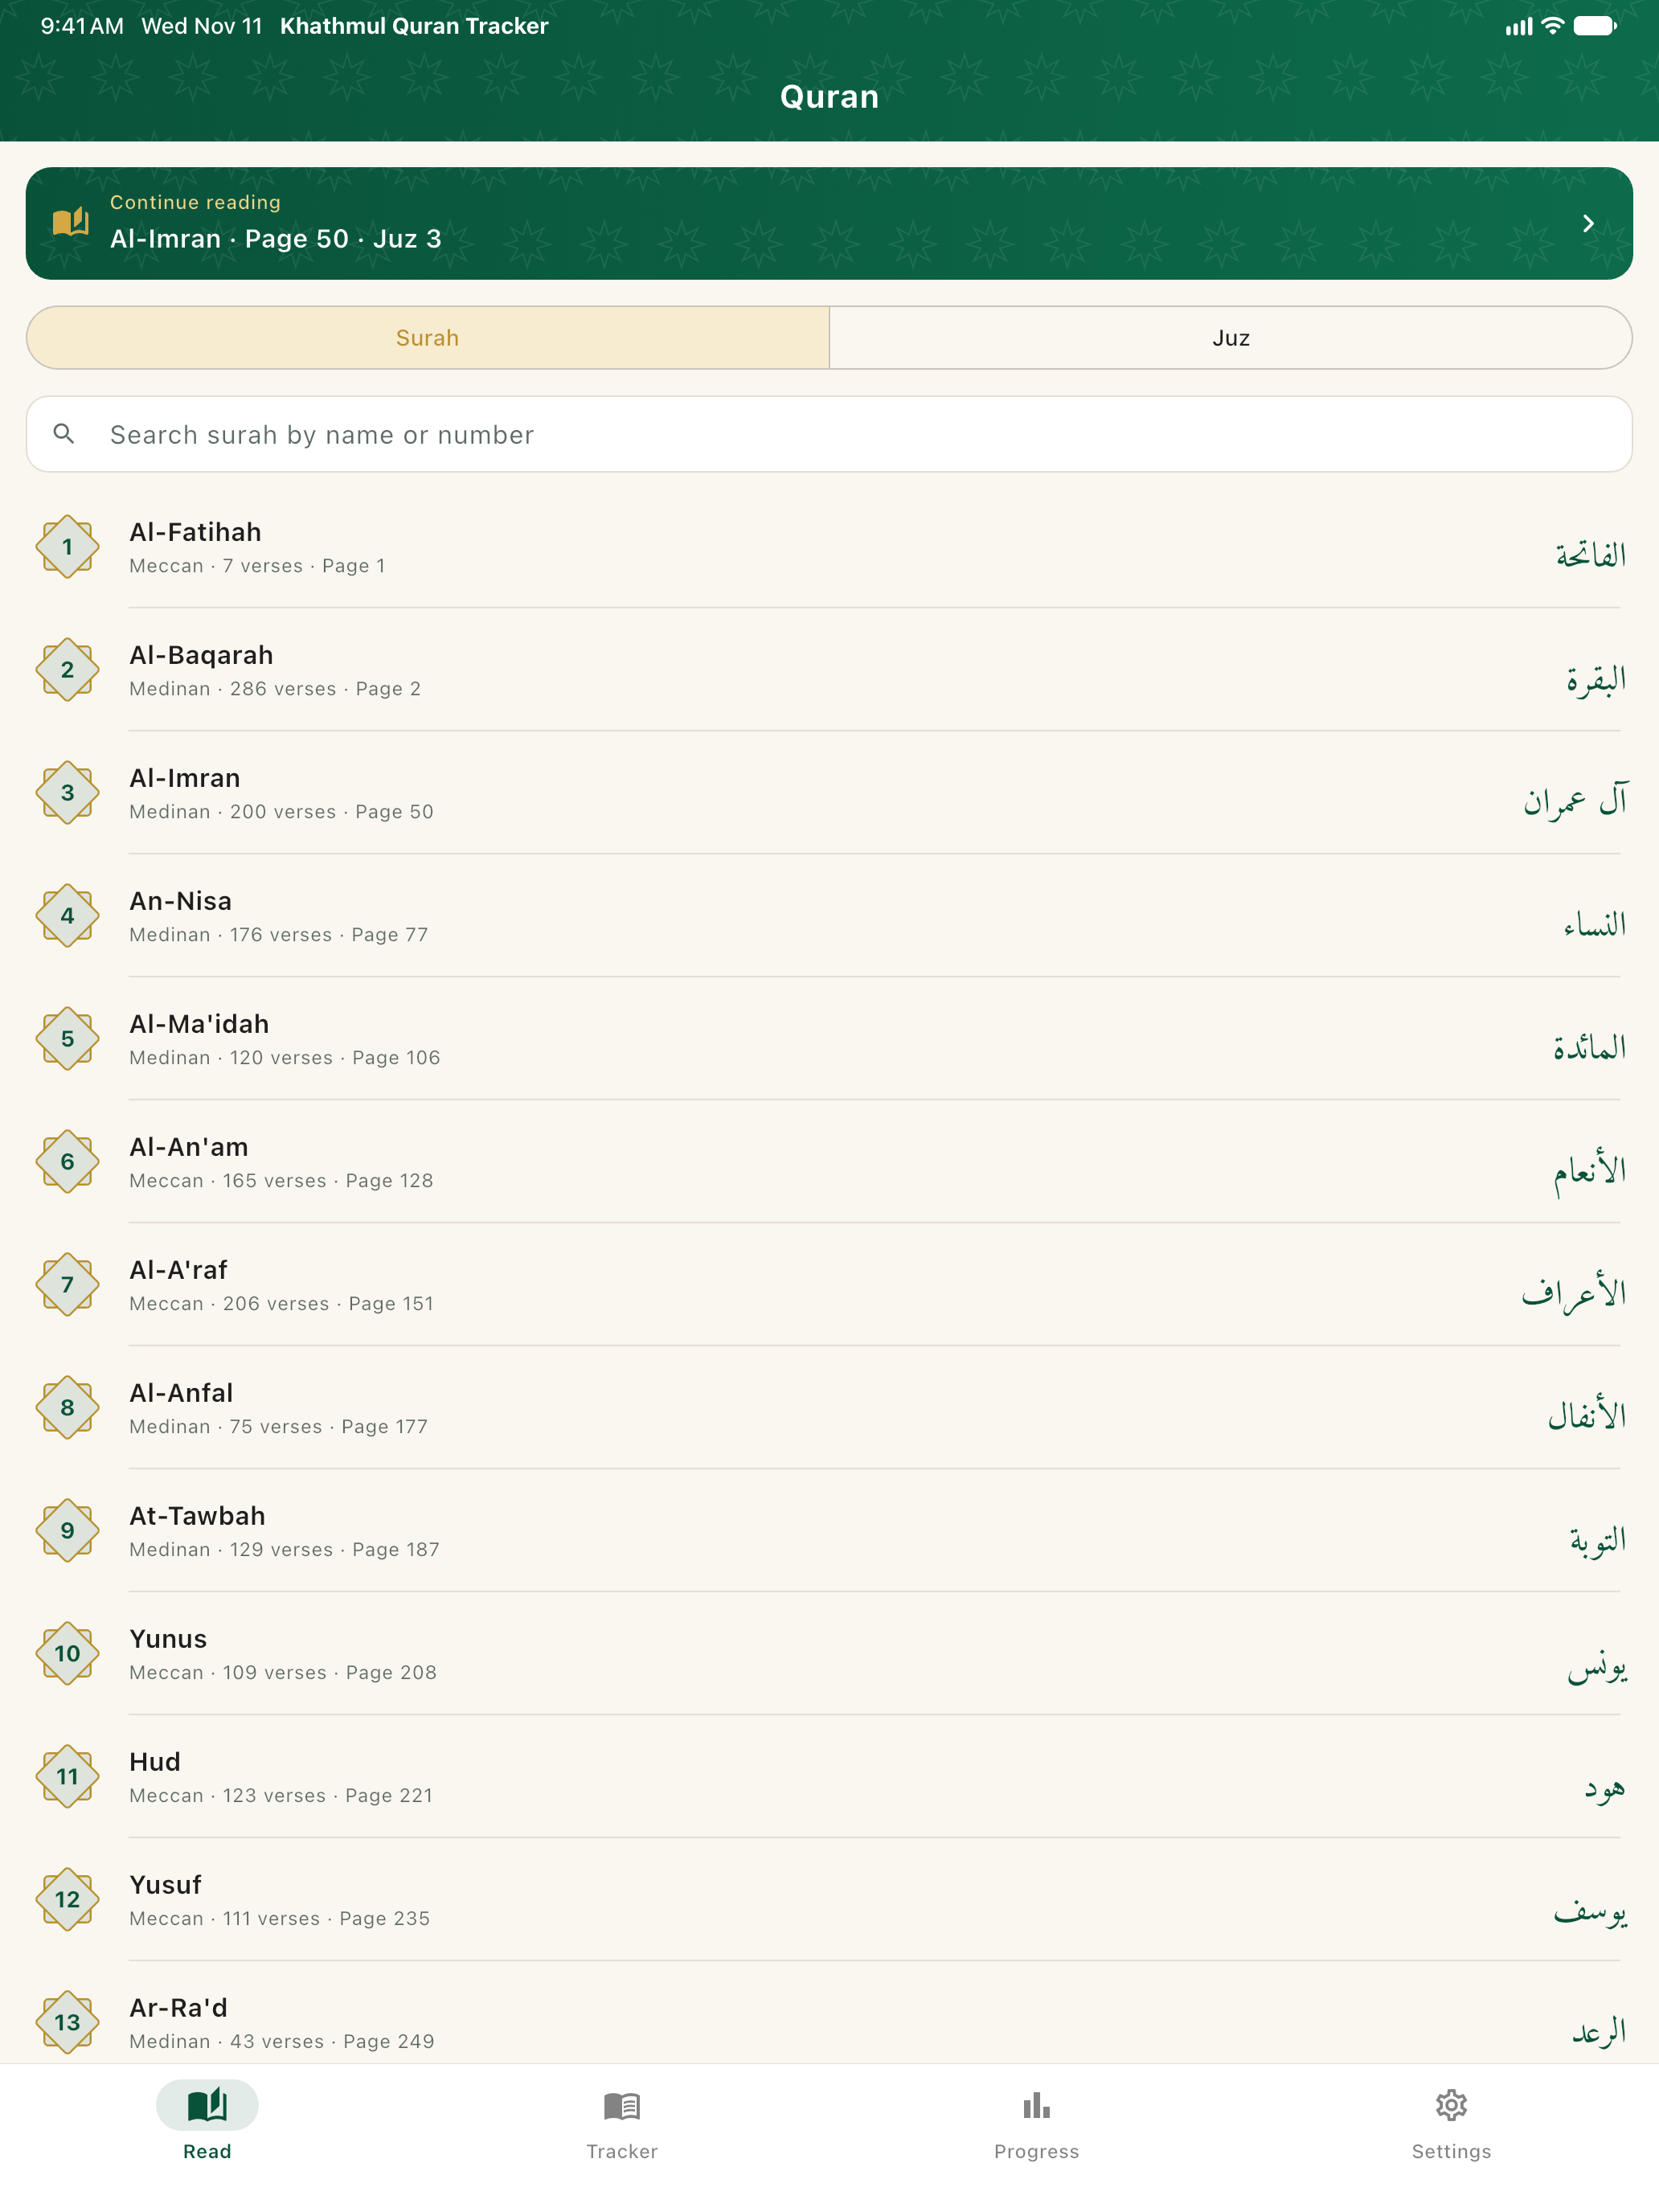 9:41 AM Wed Nov 11 Khathmul Quran Tracker
Quran
Continue reading
Al-Imran · Page 50 · Juz 3
Surah
Juz
Search surah by name or number
1
Al-Fatihah
Meccan · 7 verses · Page 1
الفاتحة
2
Al-Baqarah
Medinan · 286 verses · Page 2
البقرة
3
Al-Imran
Medinan · 200 verses · Page 50
آل عمران
4
An-Nisa
Medinan · 176 verses · Page 77
النساء
5
Al-Ma'idah
Medinan · 120 verses · Page 106
المائدة
6
Al-An'am
Meccan · 165 verses · Page 128
الأنعام
7
Al-A'raf
Meccan · 206 verses · Page 151
الأعراف
8
Al-Anfal
Medinan · 75 verses · Page 177
الأنفال
9
At-Tawbah
Medinan · 129 verses · Page 187
التوبة
10
Yunus
Meccan · 109 verses · Page 208
يونس
11
Hud
Meccan · 123 verses · Page 221
هود
12
Yusuf
Meccan · 111 verses · Page 235
يوسف
13
Ar-Ra'd
Medinan · 43 verses · Page 249
الرعد
Read
Tracker
Progress
Settings